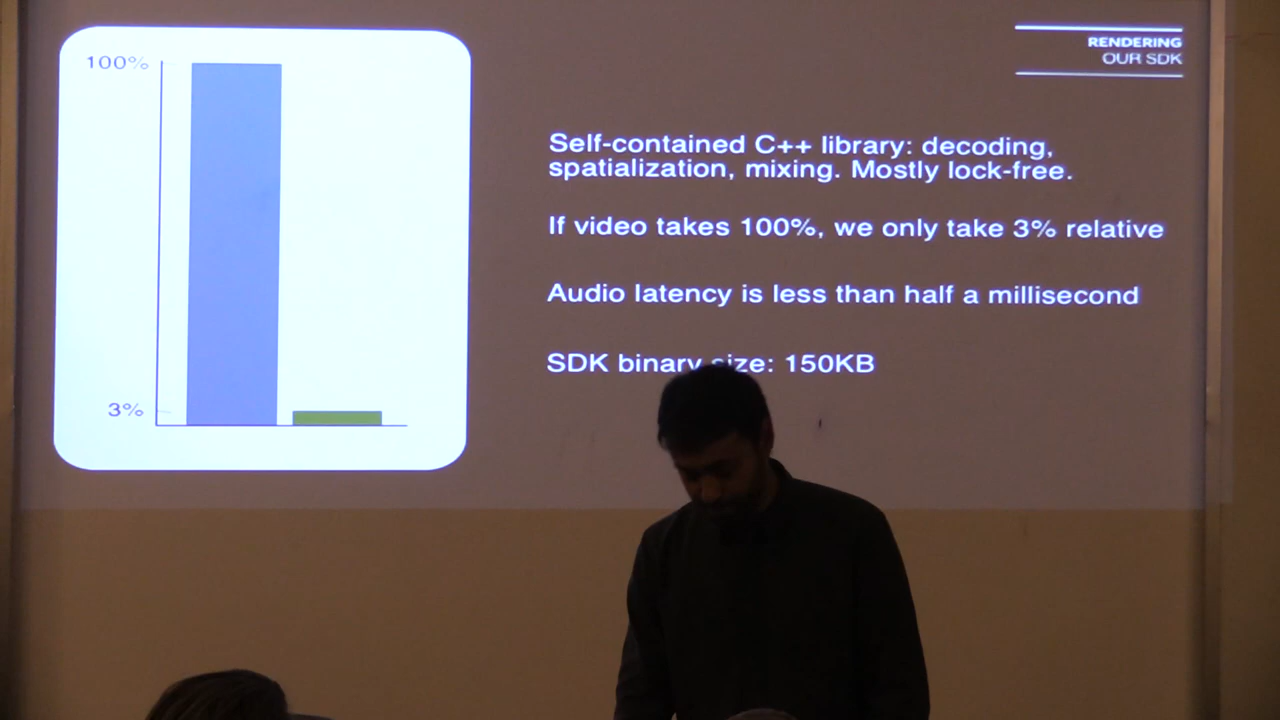 RENDERING
OUR SDK
100%
3%
Self-contained C++ library: decoding,
spatialization, mixing. Mostly lock-free.
If video takes 100%, we only take 3% relative
Audio latency is less than half a millisecond
SDK binary size: 150KB